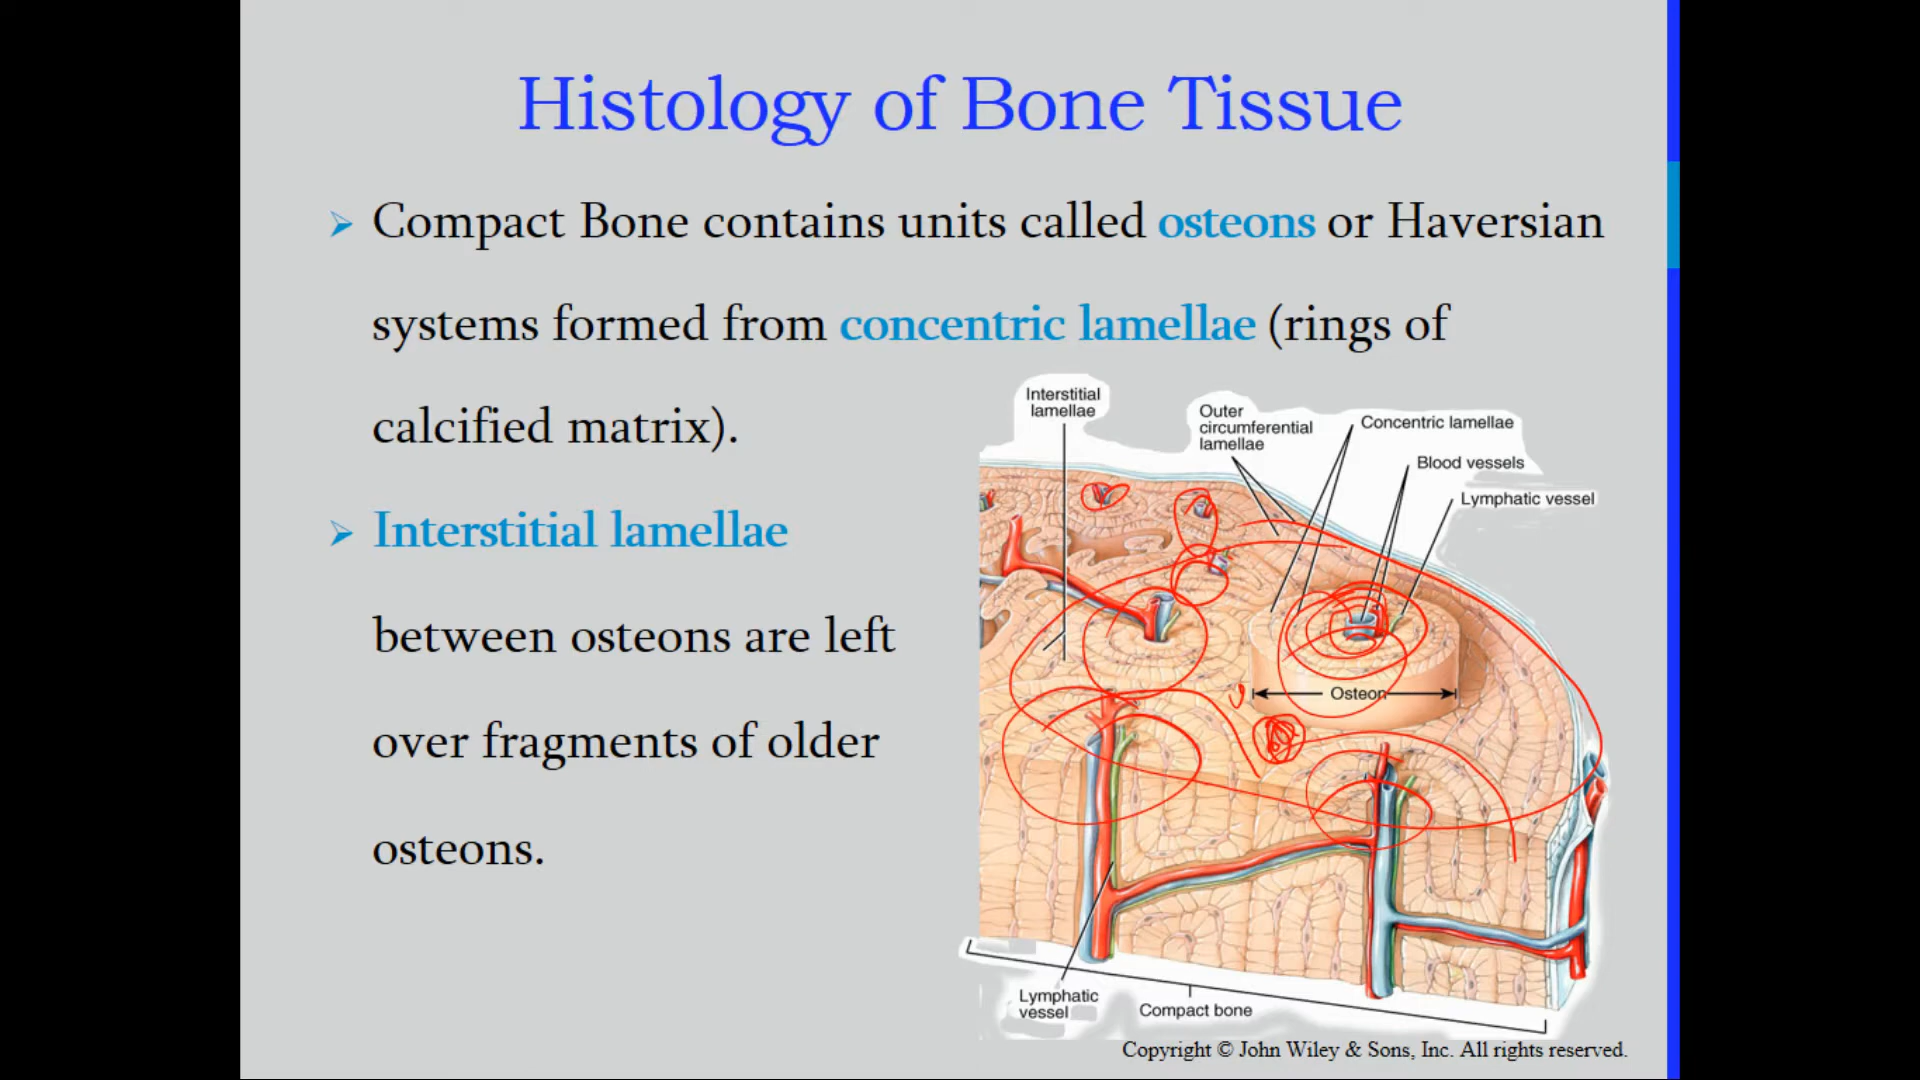 Histology of Bone Tissue
Compact Bone contains units called osteons or Haversian
systems formed from concentric lamellae (rings of
calcified matrix).
Interstitial lamellae
between osteons are left
over fragments of older
osteons.
Interstitial
lamellae
Outer
circumferential
lamellae
Concentric lamellae
Blood vessels
Lymphatic vessel
Osteon
Lymphatic
vessel
Compact bone
Copyright © John Wiley & Sons, Inc. All rights reserved.